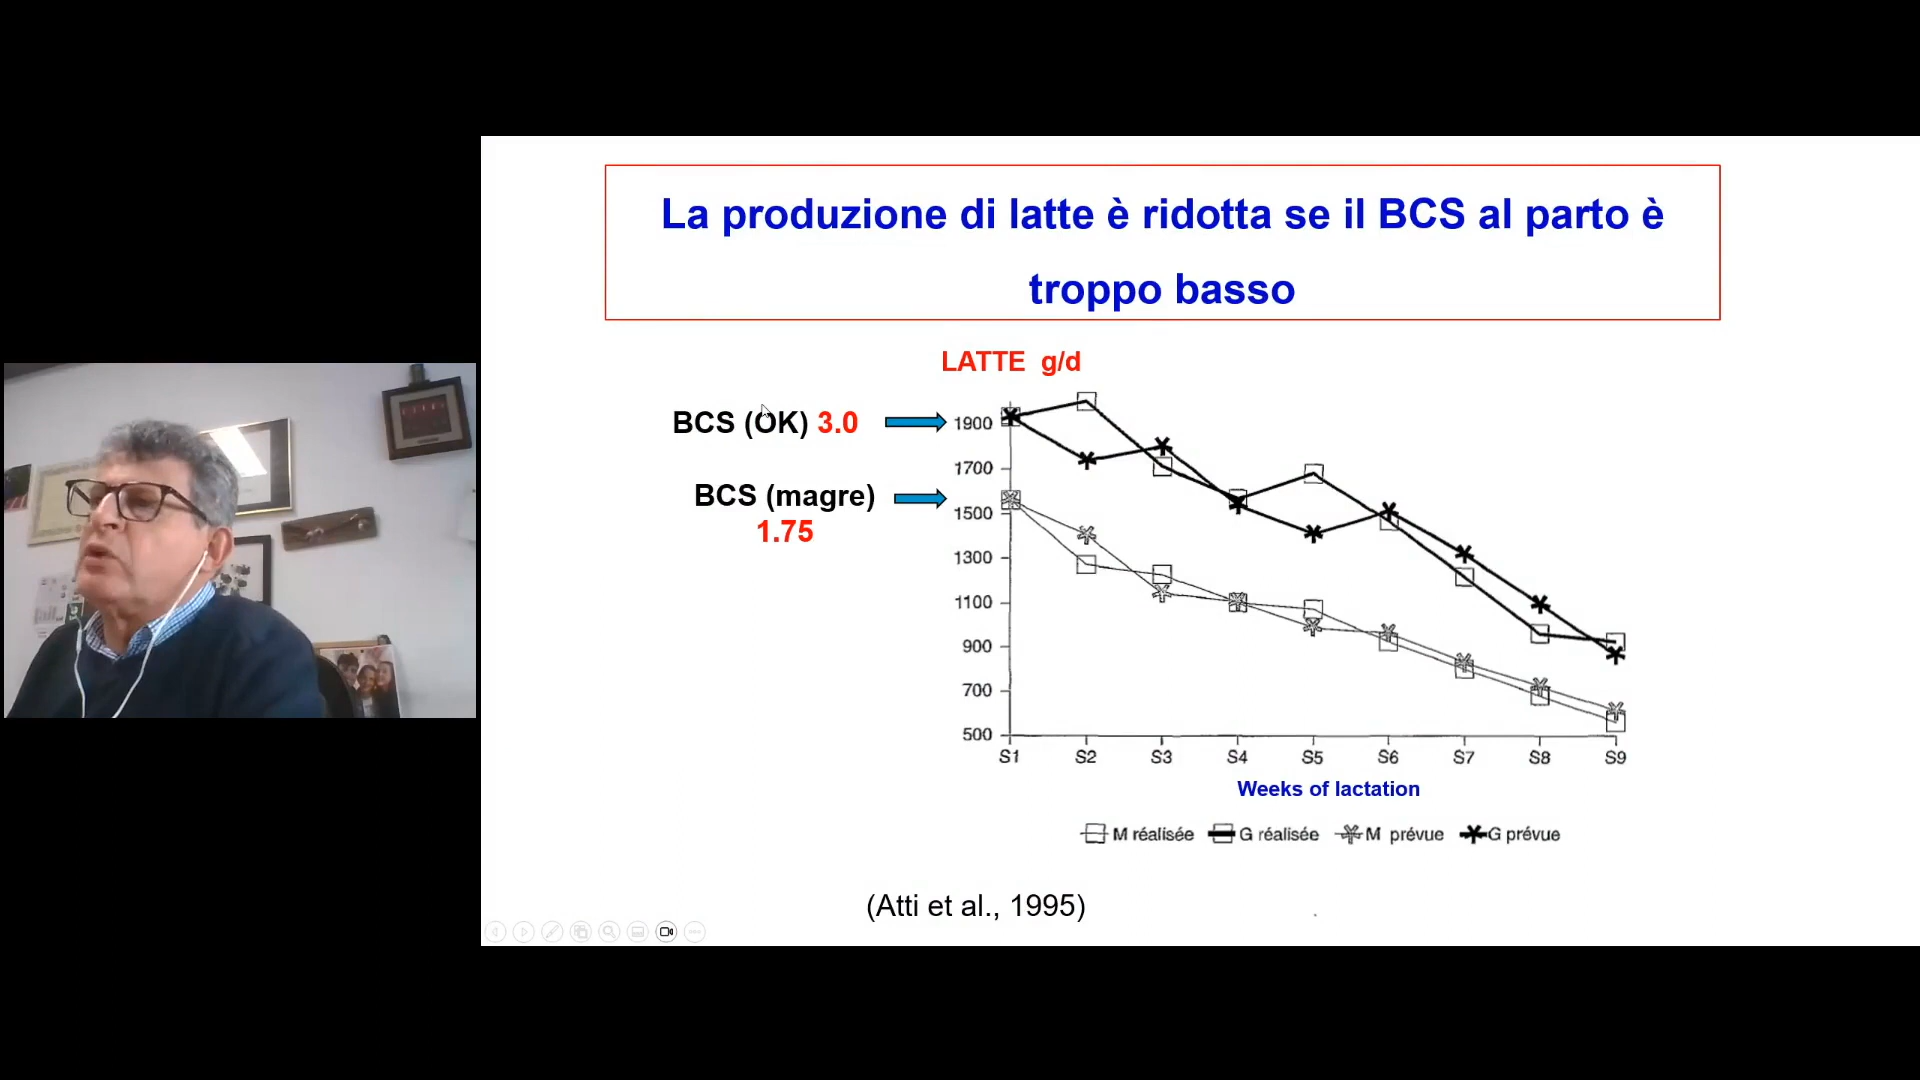 La produzione di latte è ridotta se il BCS al parto è
troppo basso
LATTE g/d
BCS (OK) 3.0
BCS (magre)
1.75
1900
1700
1500
1300
1100
900
700
500
S1 S2 S3 S4 S5 S6 S7 S8 S9
Weeks of lactation
M réalisée G réalisée M prévue G prévue
(Atti et al., 1995)